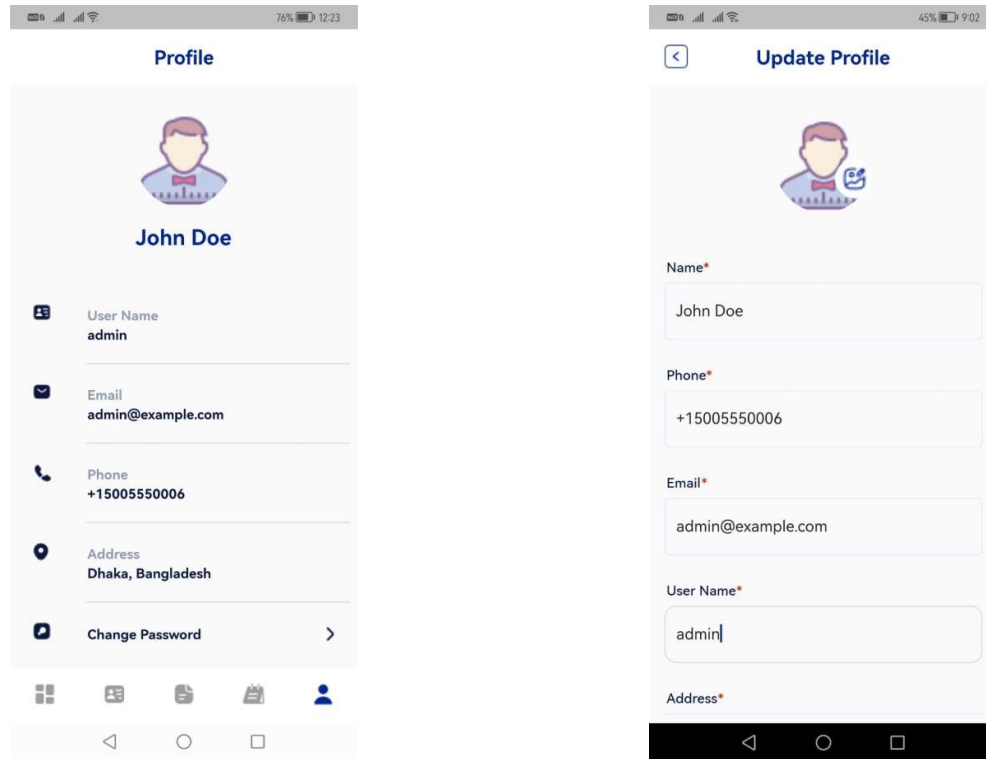 76% 12:23
Profile
John Doe
User Name
admin
Email
admin@example.com
Phone
+15005550006
Address
Dhaka, Bangladesh
Change Password
45% 9:02
Update Profile
Name*
John Doe
Phone*
+15005550006
Email*
admin@example.com
User Name*
admin
Address*